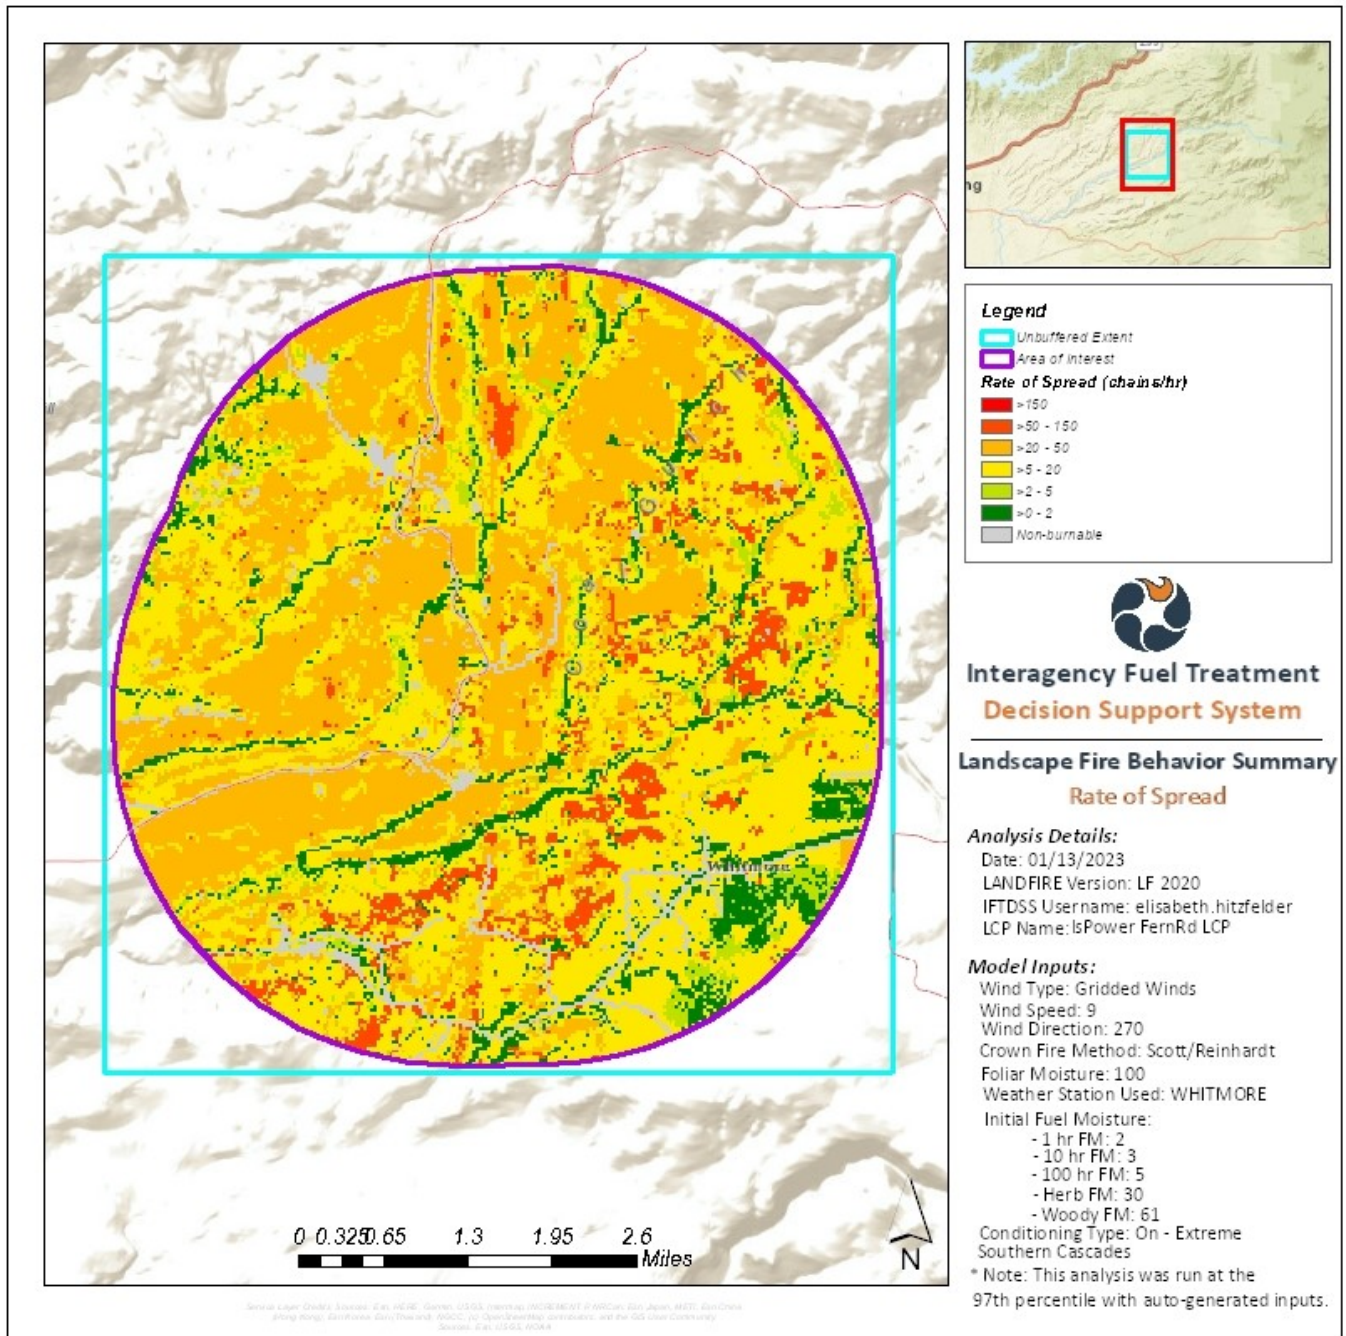 ng
Legend
Unbuffered Extent
Area of Interest
Rate of Spread (chains/hr)
>150
>50 - 150
>20 - 50
>5 - 20
>2 - 5
>0 - 2
Non-burnable
Interagency Fuel Treatment
Decision Support System
Landscape Fire Behavior Summary
Rate of Spread
Analysis Details:
Date: 01/13/2023
LANDFIRE Version: LF 2020
IFTDSS Username: elisabeth.hitzfelder
LCP Name: lsPower FernRd LCP
Model Inputs:
Wind Type: Gridded Winds
Wind Speed: 9
Wind Direction: 270
Crown Fire Method: Scott/Reinhardt
Foliar Moisture: 100
Weather Station Used: WHITMORE
Initial Fuel Moisture:
- 1 hr FM: 2
- 10 hr FM: 3
- 100 hr FM: 5
- Herb FM: 30
- Woody FM: 61
Conditioning Type: On - Extreme
Southern Cascades
* Note: This analysis was run at the
97th percentile with auto-generated inputs.
Whitmore
0 0.325 0.65 1.3 1.95 2.6
Miles
N